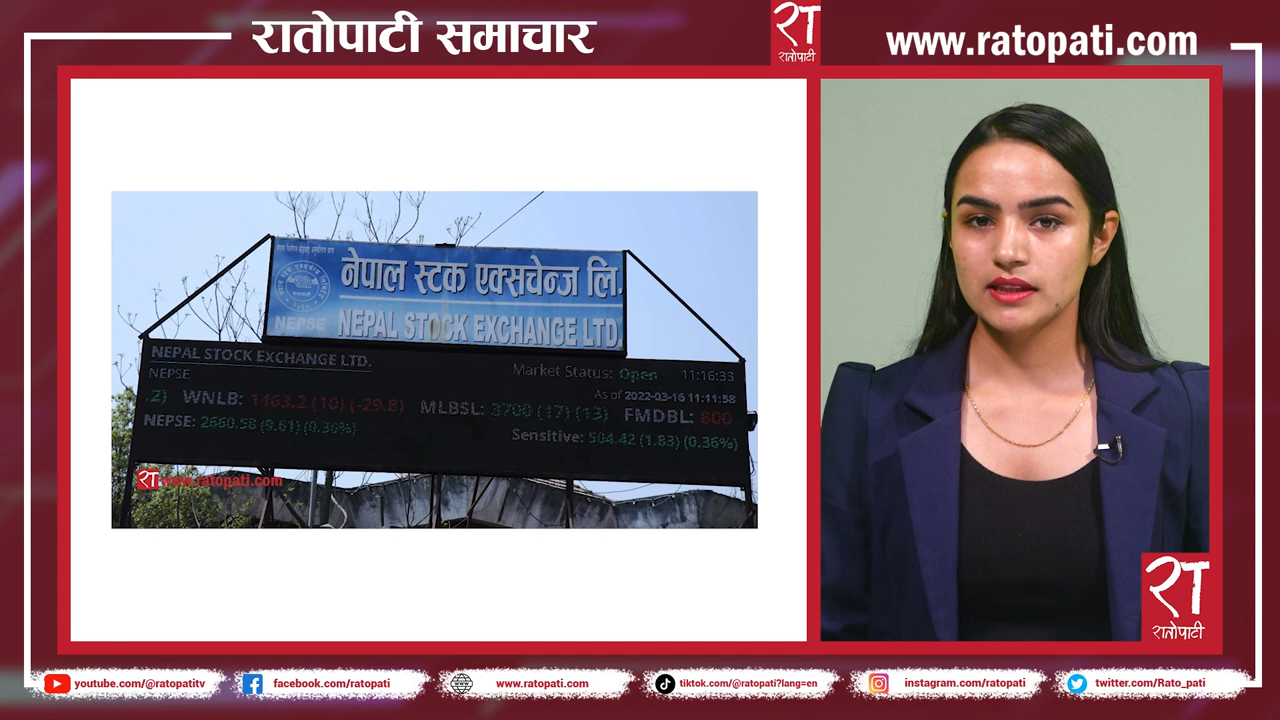 रातोपाटी समाचार
रा
रातोपाटी
www.ratopati.com
नेपाल स्टक एक्सचेन्ज लि.
NEPSE NEPAL STOCK EXCHANGE LTD.
NEPAL STOCK EXCHANGE LTD.
Market Status: Open 11:16:33
NEPSE
As of 2022-03-16 11:11:58
.2) WNLB: 1463.2 (10) (-29.8) MLBSL: 3700 (17) (13) FMDBL: 800
NEPSE: 2660.58 (9.61) (0.36%)
Sensitive: 504.42 (1.83) (0.36%)
रा www.ratopati.com
रा
रातोपाटी
youtube.com/@ratopatitv
facebook.com/ratopati
www.ratopati.com
tiktok.com/@ratopati?lang=en
instagram.com/ratopati
twitter.com/Rato_pati